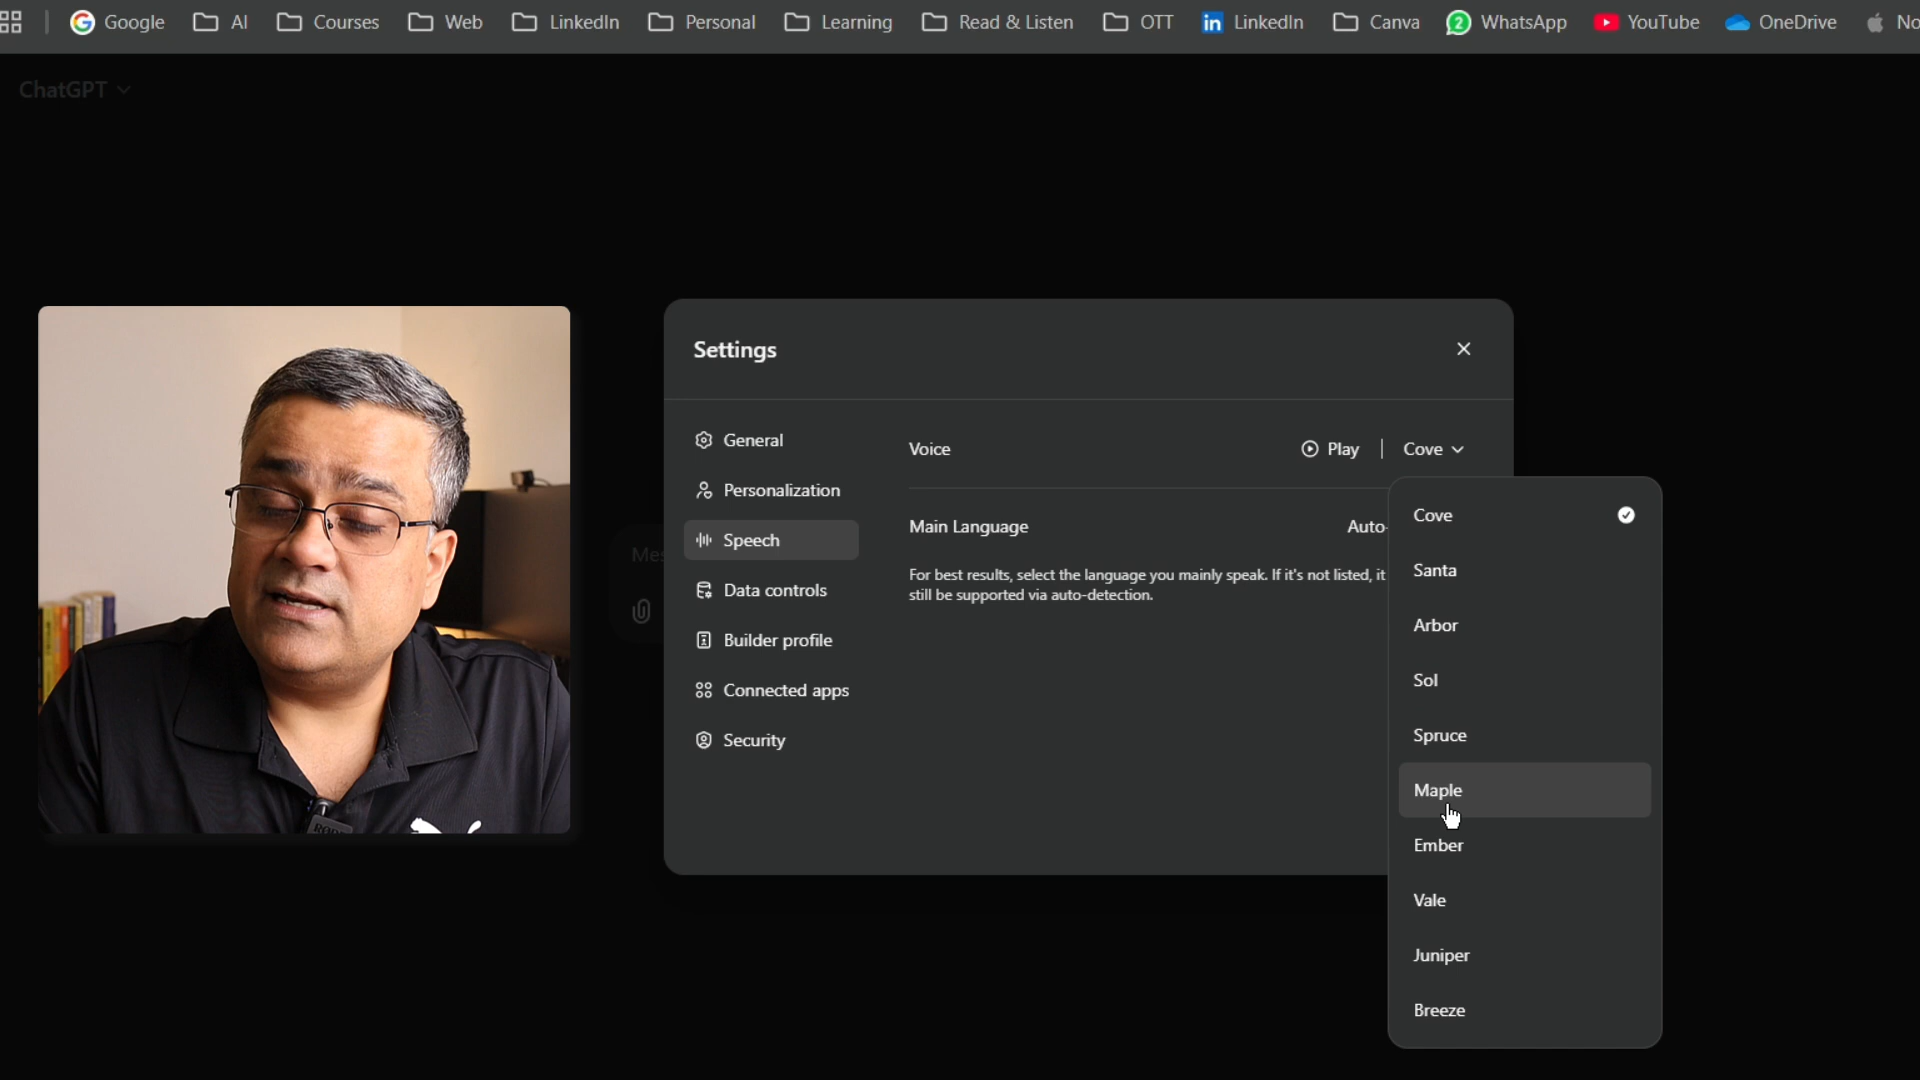 Google AI Courses Web LinkedIn Personal Learning Read & Listen OTT in LinkedIn Canva 2 WhatsApp YouTube OneDrive
ChatGPT
Settings
General
Personalization
Speech
Data controls
Builder profile
Connected apps
Security
Voice
Play
Cove
Main Language
Auto-
For best results, select the language you mainly speak. If it's not listed, it
still be supported via auto-detection.
Cove
Santa
Arbor
Sol
Spruce
Maple
Ember
Vale
Juniper
Breeze